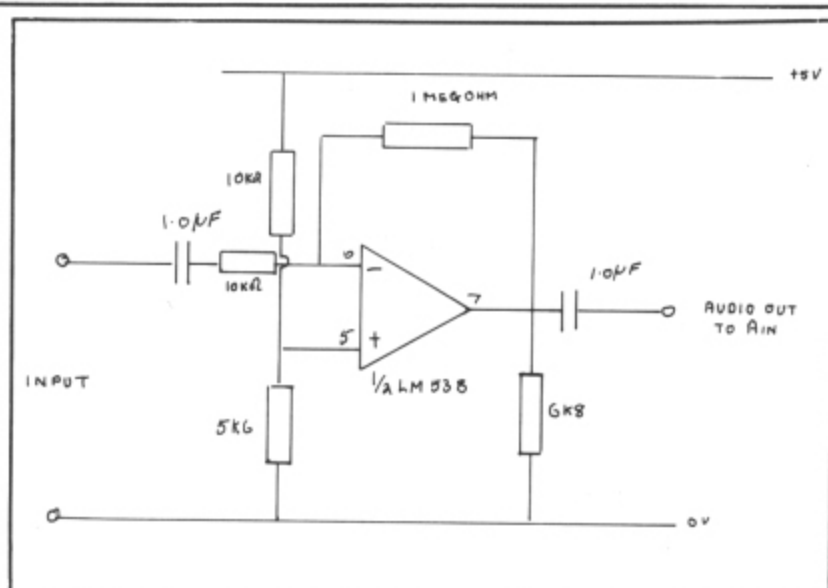 +5V
1 MEGOHM
10KΩ
1.0µF
10KΩ
6
−
7
1.0µF
AUDIO OUT
TO AIN
5
+
INPUT
1/2 LM 538
5K6
6K8
0V